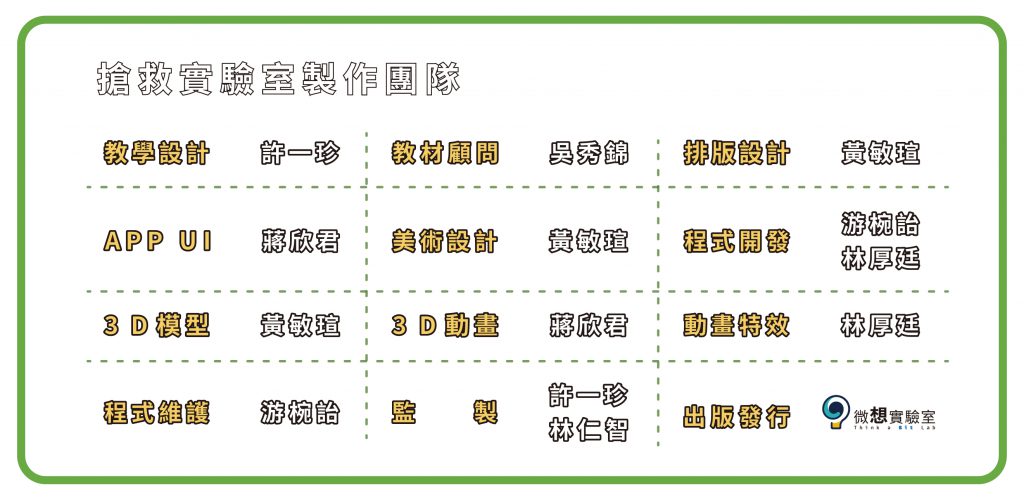 搶救實驗室製作團隊
教學設計 許一珍 教材顧問 吳秀錦 排版設計 黃敏瑄
APP UI 蔣欣君 美術設計 黃敏瑄 程式開發 游椀詒
林厚廷
3D模型 黃敏瑄 3D動畫 蔣欣君 動畫特效 林厚廷
程式維護 游椀詒 監製 許一珍
林仁智
出版發行 微想實驗室
Think a Bit Lab